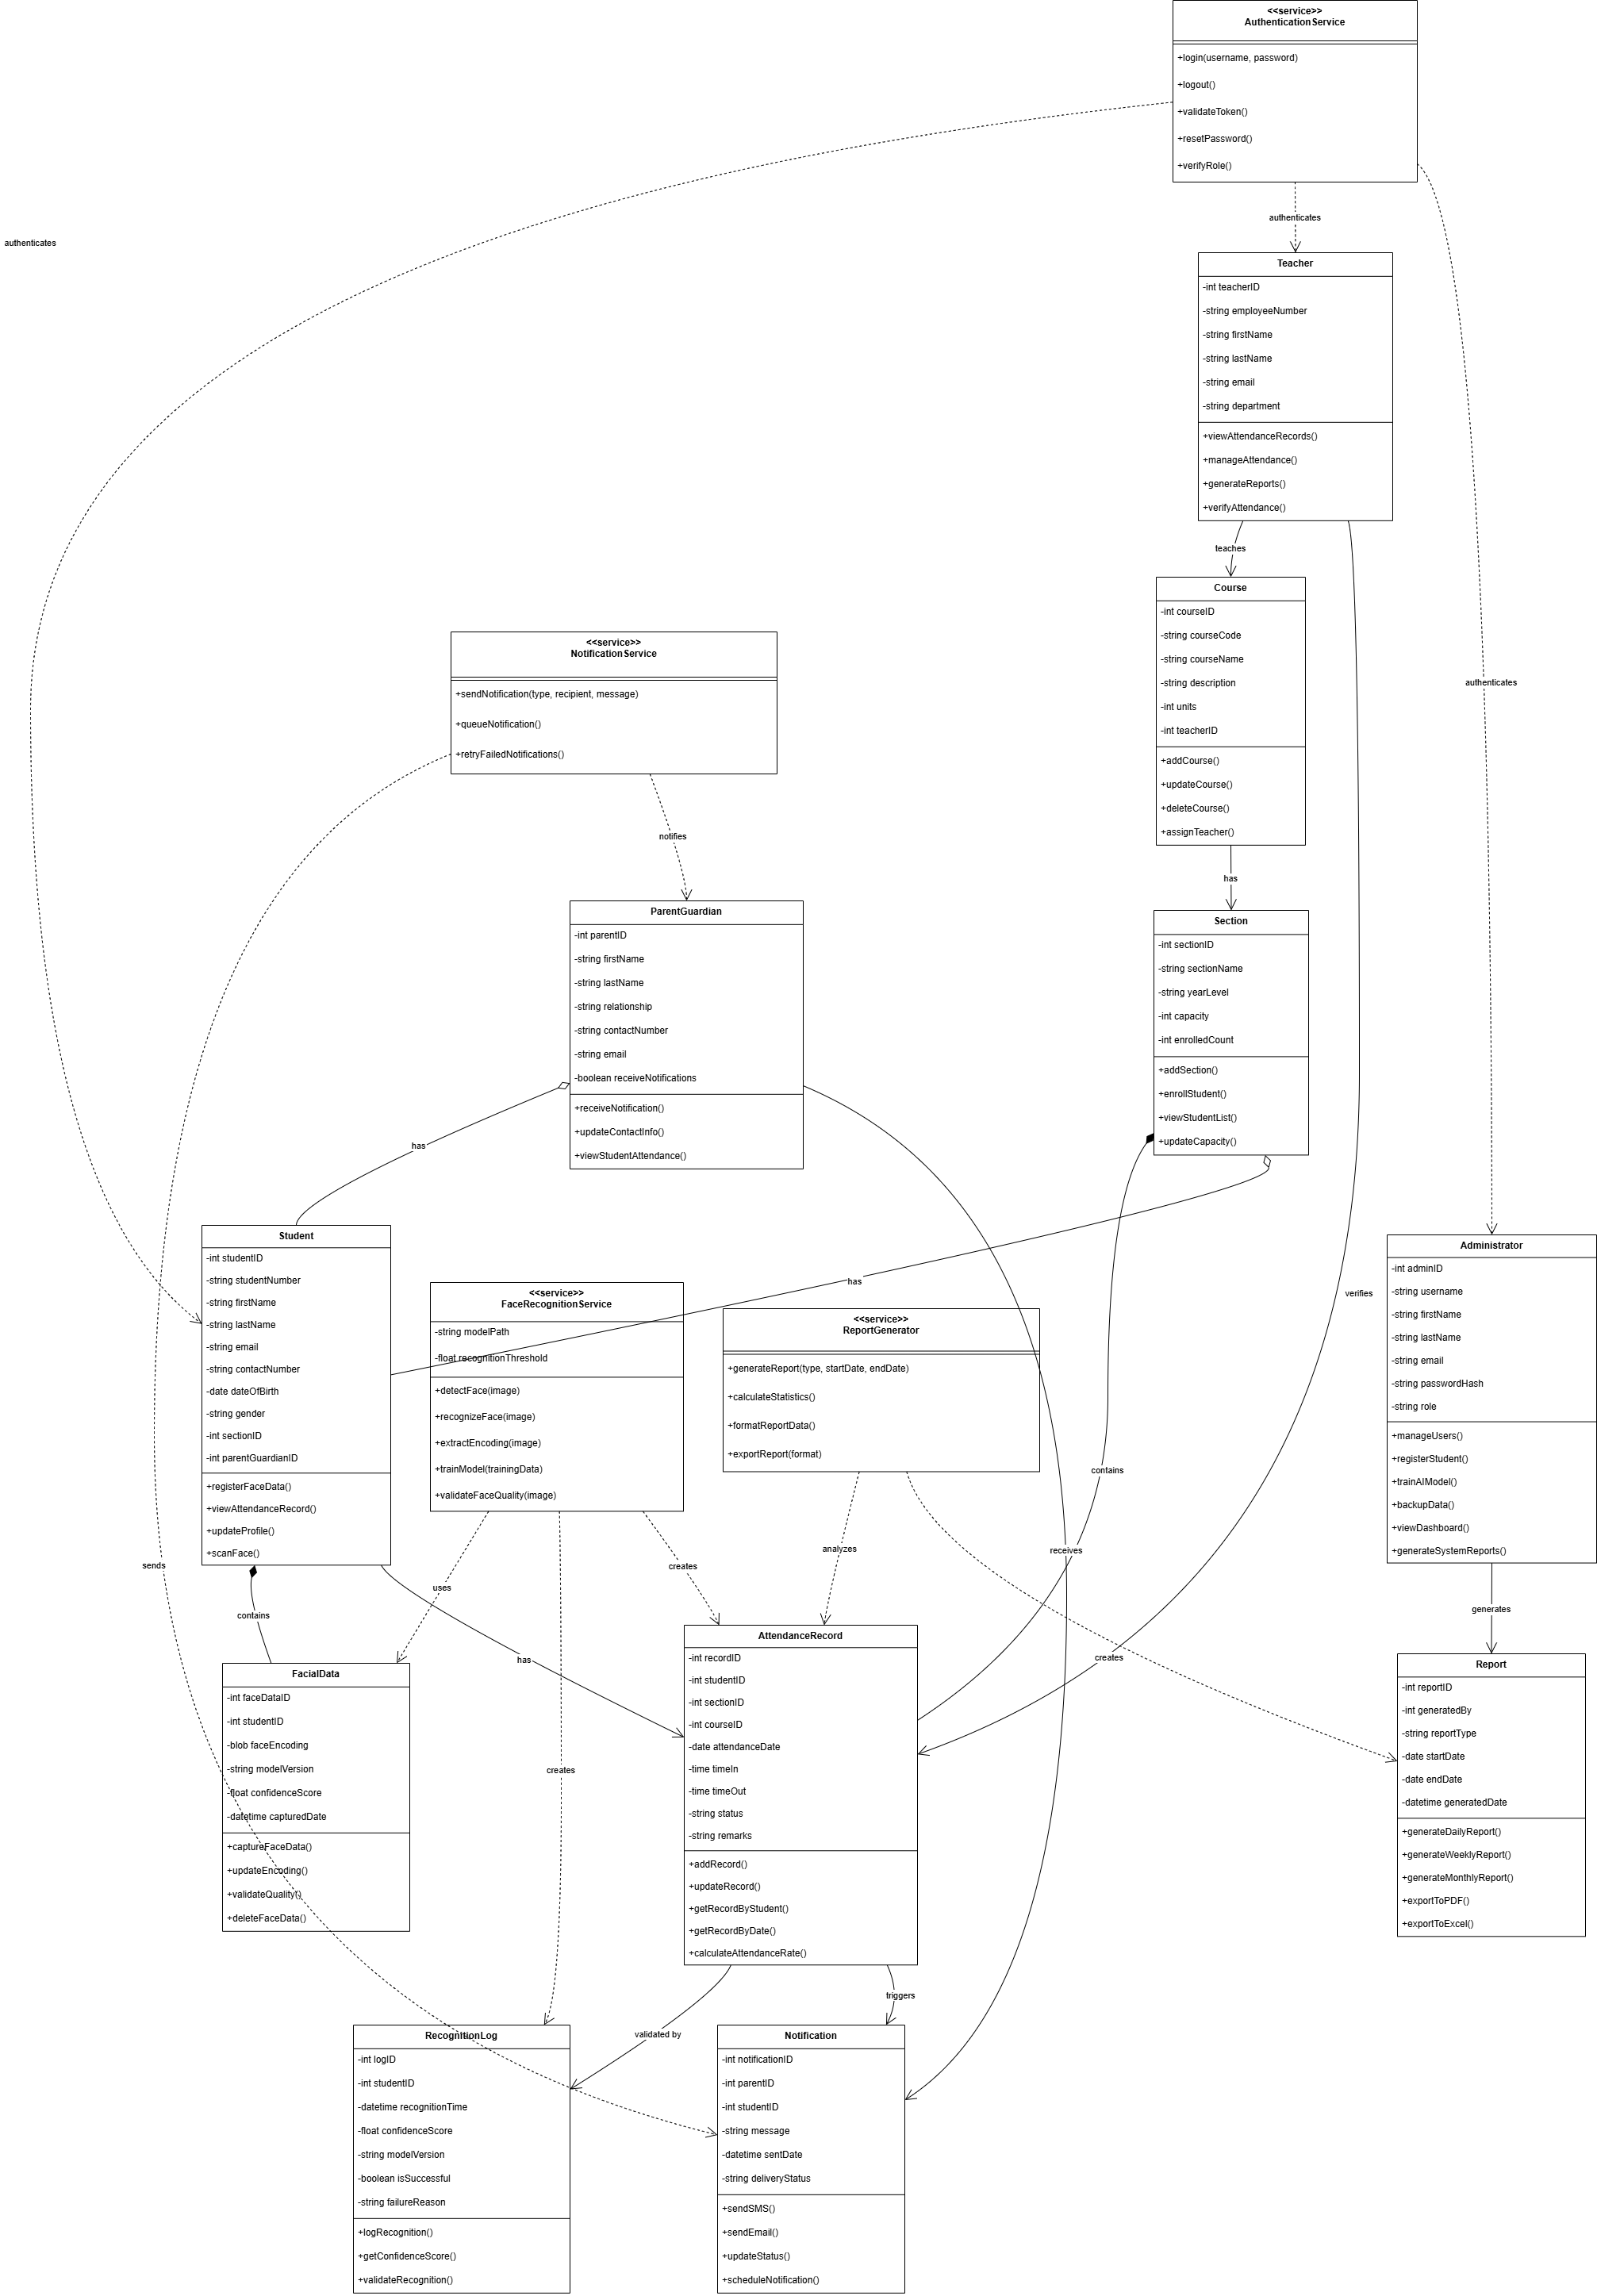 <<service>>
AuthenticationService
+login(username, password)
+logout()
+validateToken()
+resetPassword()
+verifyRole()
authenticates
authenticates
authenticates
Teacher
-int teacherID
-string employeeNumber
-string firstName
-string lastName
-string email
-string department
+viewAttendanceRecords()
+manageAttendance()
+generateReports()
+verifyAttendance()
teaches
Course
-int courseID
-string courseCode
-string courseName
-string description
-int units
-int teacherID
+addCourse()
+updateCourse()
+deleteCourse()
+assignTeacher()
has
<<service>>
NotificationService
+sendNotification(type, recipient, message)
+queueNotification()
+retryFailedNotifications()
notifies
ParentGuardian
-int parentID
-string firstName
-string lastName
-string relationship
-string contactNumber
-string email
-boolean receiveNotifications
+receiveNotification()
+updateContactInfo()
+viewStudentAttendance()
has
Section
-int sectionID
-string sectionName
-string yearLevel
-int capacity
-int enrolledCount
+addSection()
+enrollStudent()
+viewStudentList()
+updateCapacity()
has
verifies
contains
receives
Student
-int studentID
-string studentNumber
-string firstName
-string lastName
-string email
-string contactNumber
-date dateOfBirth
-string gender
-int sectionID
-int parentGuardianID
+registerFaceData()
+viewAttendanceRecord()
+updateProfile()
+scanFace()
sends
contains
<<service>>
FaceRecognitionService
-string modelPath
-float recognitionThreshold
+detectFace(image)
+recognizeFace(image)
+extractEncoding(image)
+trainModel(trainingData)
+validateFaceQuality(image)
uses
creates
creates
<<service>>
ReportGenerator
+generateReport(type, startDate, endDate)
+calculateStatistics()
+formatReportData()
+exportReport(format)
analyzes
creates
Administrator
-int adminID
-string username
-string firstName
-string lastName
-string email
-string passwordHash
-string role
+manageUsers()
+registerStudent()
+trainAIModel()
+backupData()
+viewDashboard()
+generateSystemReports()
generates
has
FacialData
-int faceDataID
-int studentID
-blob faceEncoding
-string modelVersion
-float confidenceScore
-datetime capturedDate
+captureFaceData()
+updateEncoding()
+validateQuality()
+deleteFaceData()
AttendanceRecord
-int recordID
-int studentID
-int sectionID
-int courseID
-date attendanceDate
-time timeIn
-time timeOut
-string status
-string remarks
+addRecord()
+updateRecord()
+getRecordByStudent()
+getRecordByDate()
+calculateAttendanceRate()
Report
-int reportID
-int generatedBy
-string reportType
-date startDate
-date endDate
-datetime generatedDate
+generateDailyReport()
+generateWeeklyReport()
+generateMonthlyReport()
+exportToPDF()
+exportToExcel()
triggers
validated by
RecognitionLog
-int logID
-int studentID
-datetime recognitionTime
-float confidenceScore
-string modelVersion
-boolean isSuccessful
-string failureReason
+logRecognition()
+getConfidenceScore()
+validateRecognition()
Notification
-int notificationID
-int parentID
-int studentID
-string message
-datetime sentDate
-string deliveryStatus
+sendSMS()
+sendEmail()
+updateStatus()
+scheduleNotification()